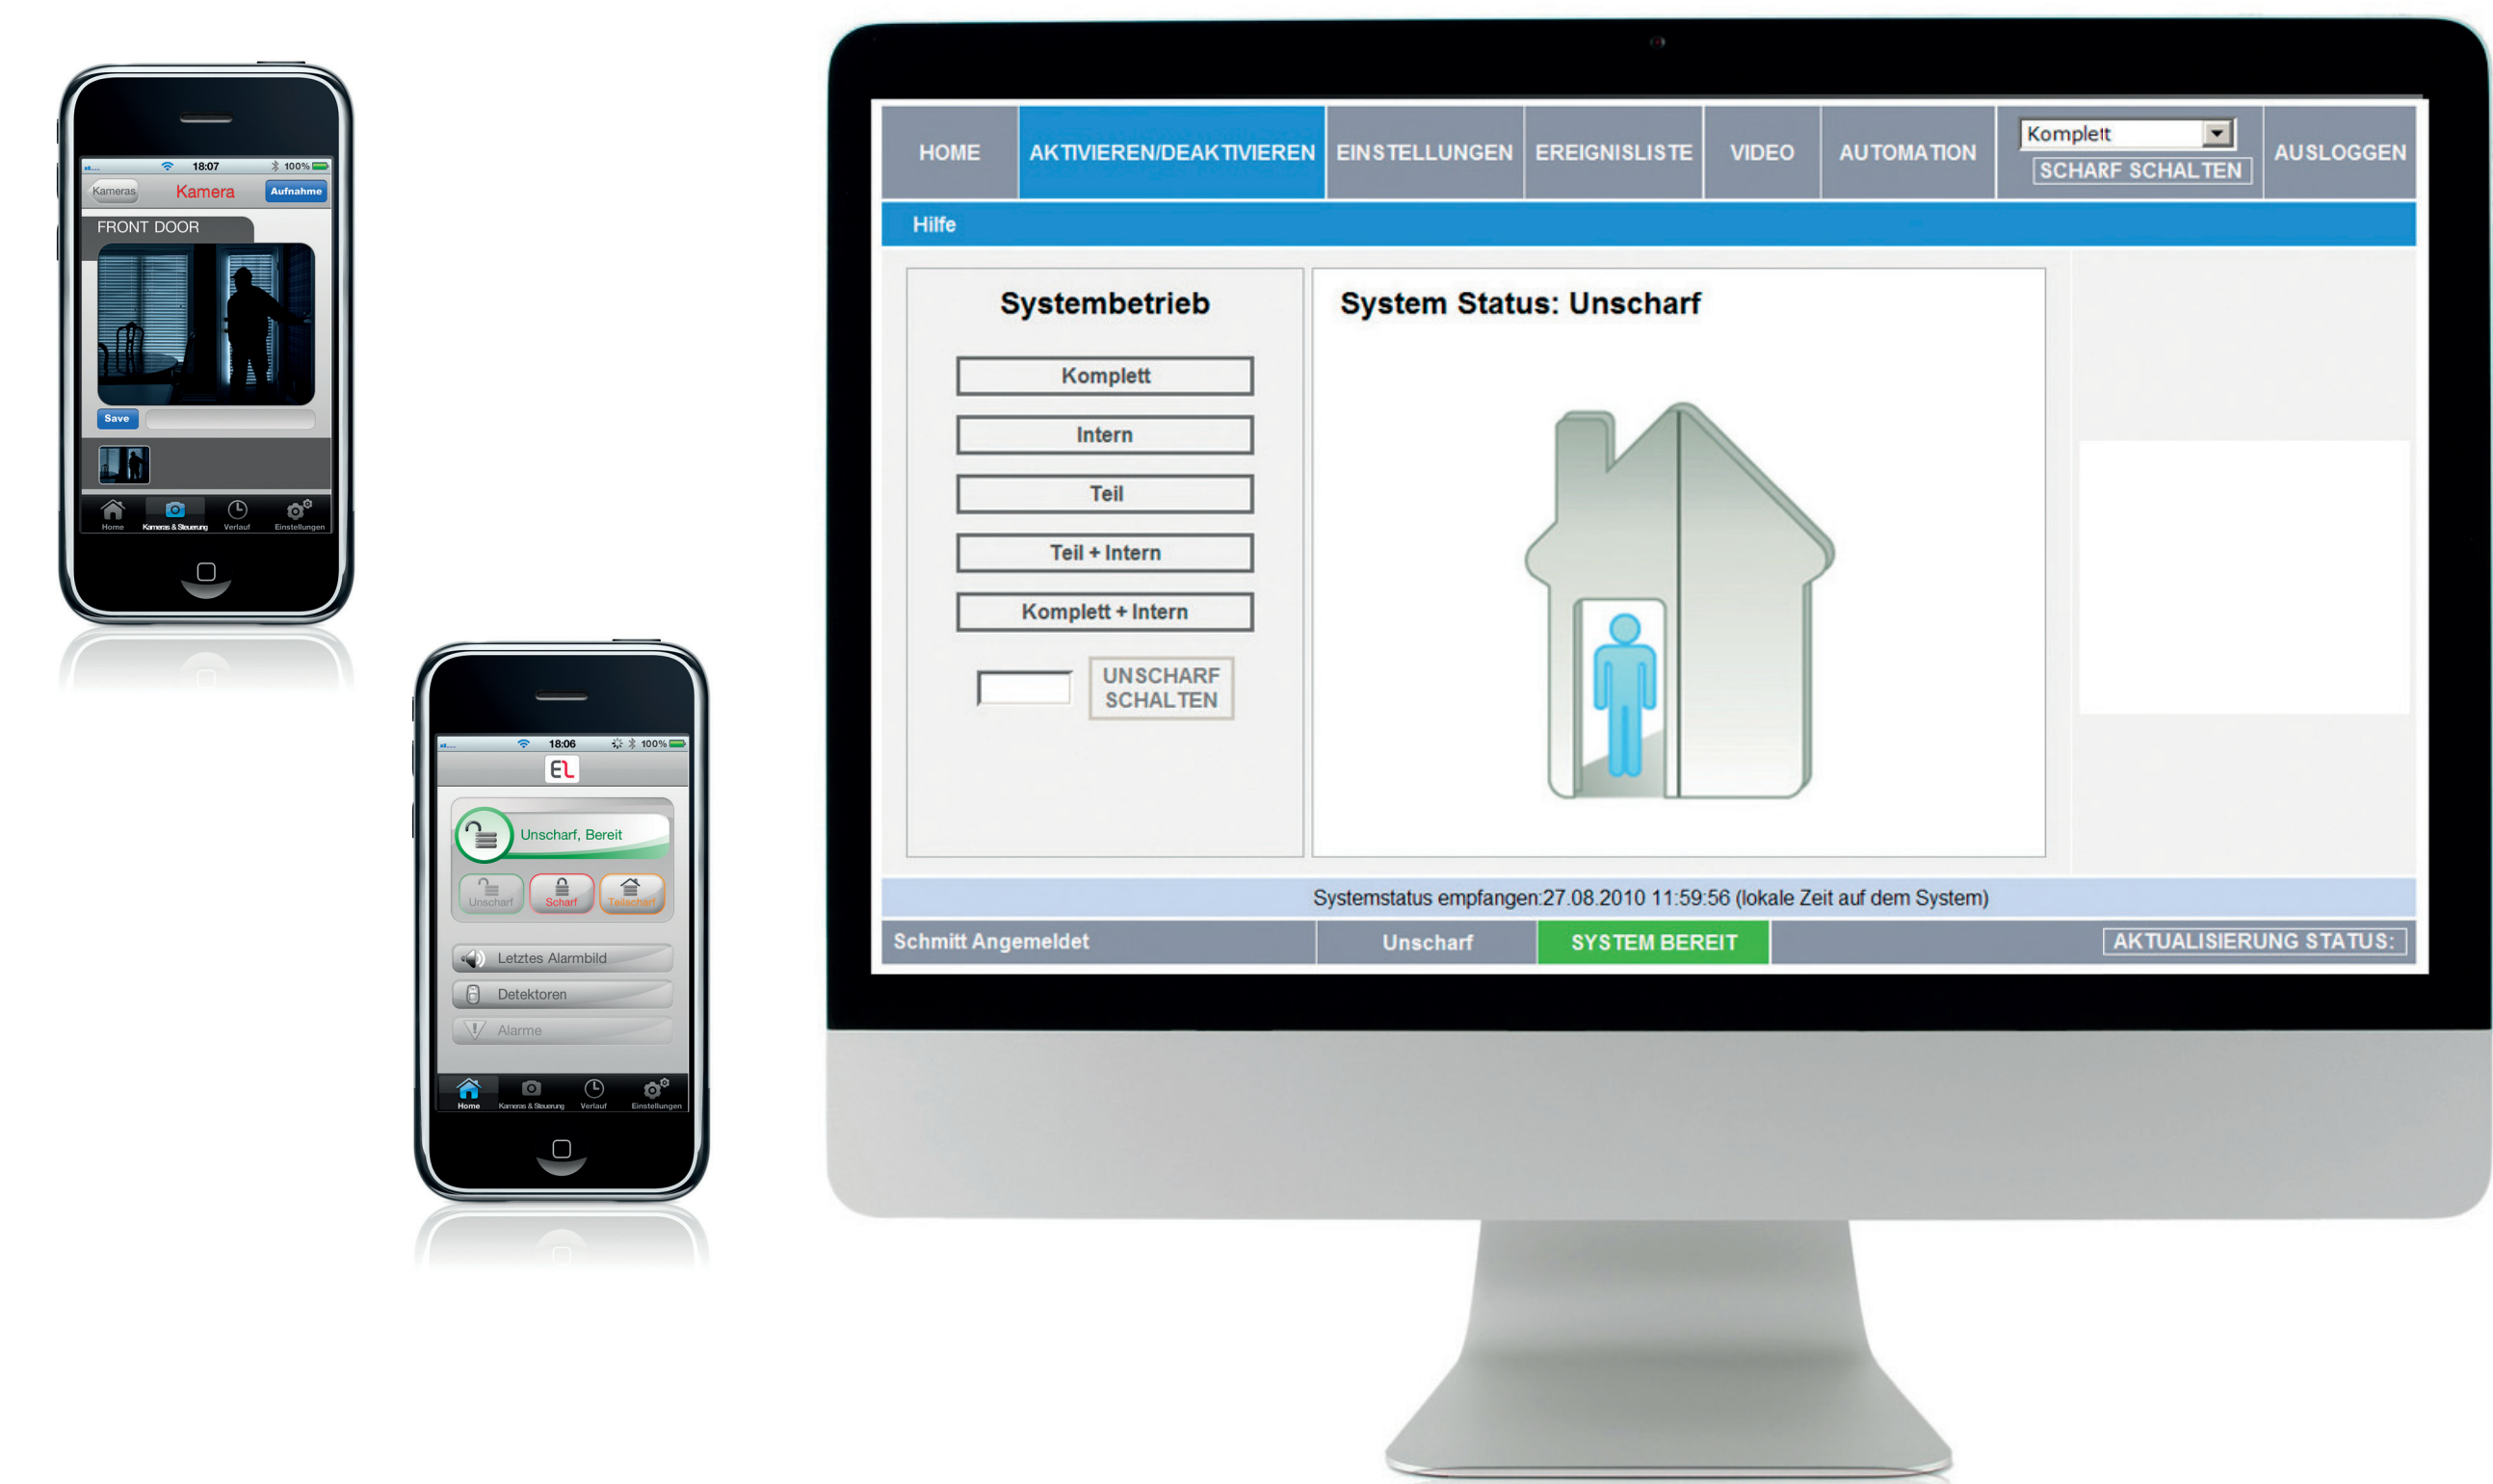 18:07
100%
Kameras
Kamera
Aufnahme
FRONT DOOR
Save
Home
Kameras & Steuerung
Verlauf
Einstellungen
18:06
100%
EL
Unscharf, Bereit
Unscharf
Scharf
Teilscharf
Letztes Alarmbild
Detektoren
Alarme
Home
Kameras & Steuerung
Verlauf
Einstellungen
HOME
AKTIVIEREN/DEAKTIVIEREN
EINSTELLUNGEN
EREIGNISLISTE
VIDEO
AUTOMATION
Komplett
SCHARF SCHALTEN
AUSLOGGEN
Hilfe
Systembetrieb
Komplett
Intern
Teil
Teil + Intern
Komplett + Intern
UNSCHARF
SCHALTEN
System Status: Unscharf
Systemstatus empfangen:27.08.2010 11:59:56 (lokale Zeit auf dem System)
Schmitt Angemeldet
Unscharf
SYSTEM BEREIT
AKTUALISIERUNG STATUS: